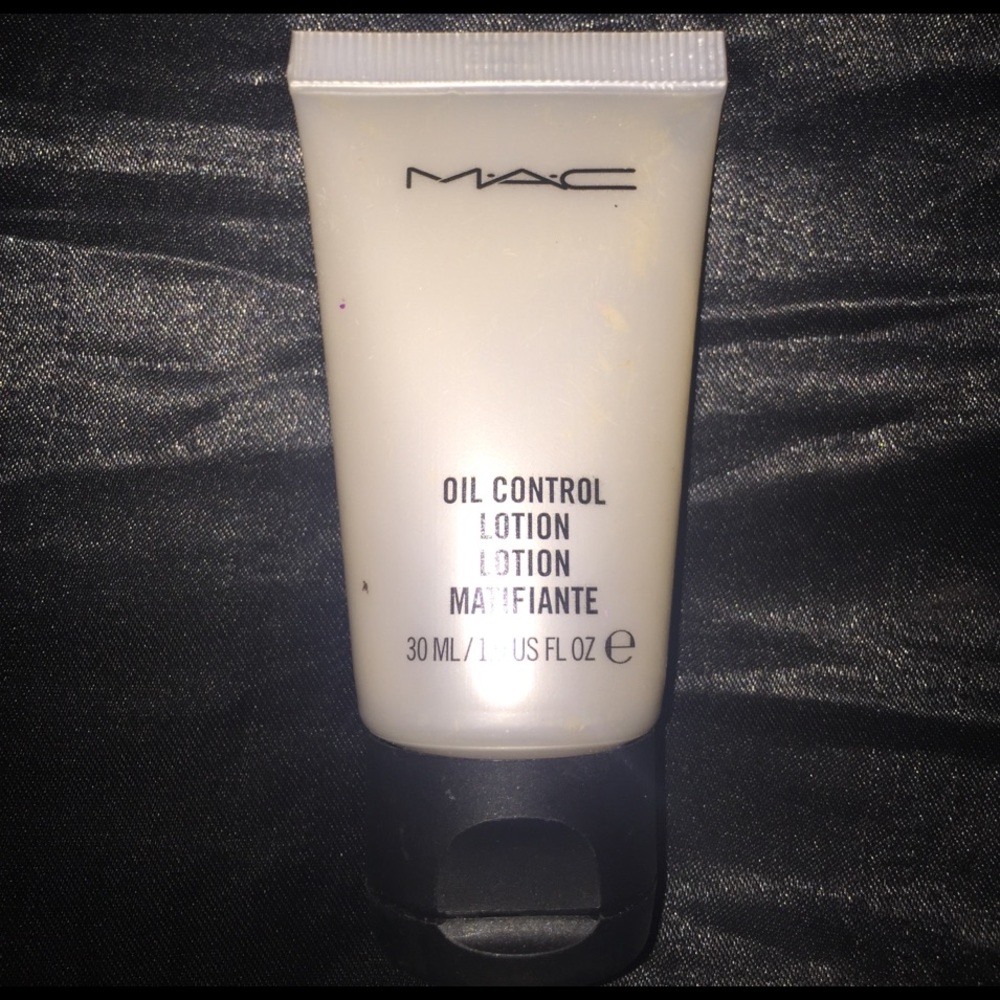 M·A·C
OIL CONTROL
LOTION
LOTION
MATIFIANTE
30 ML / US FL OZ ℮